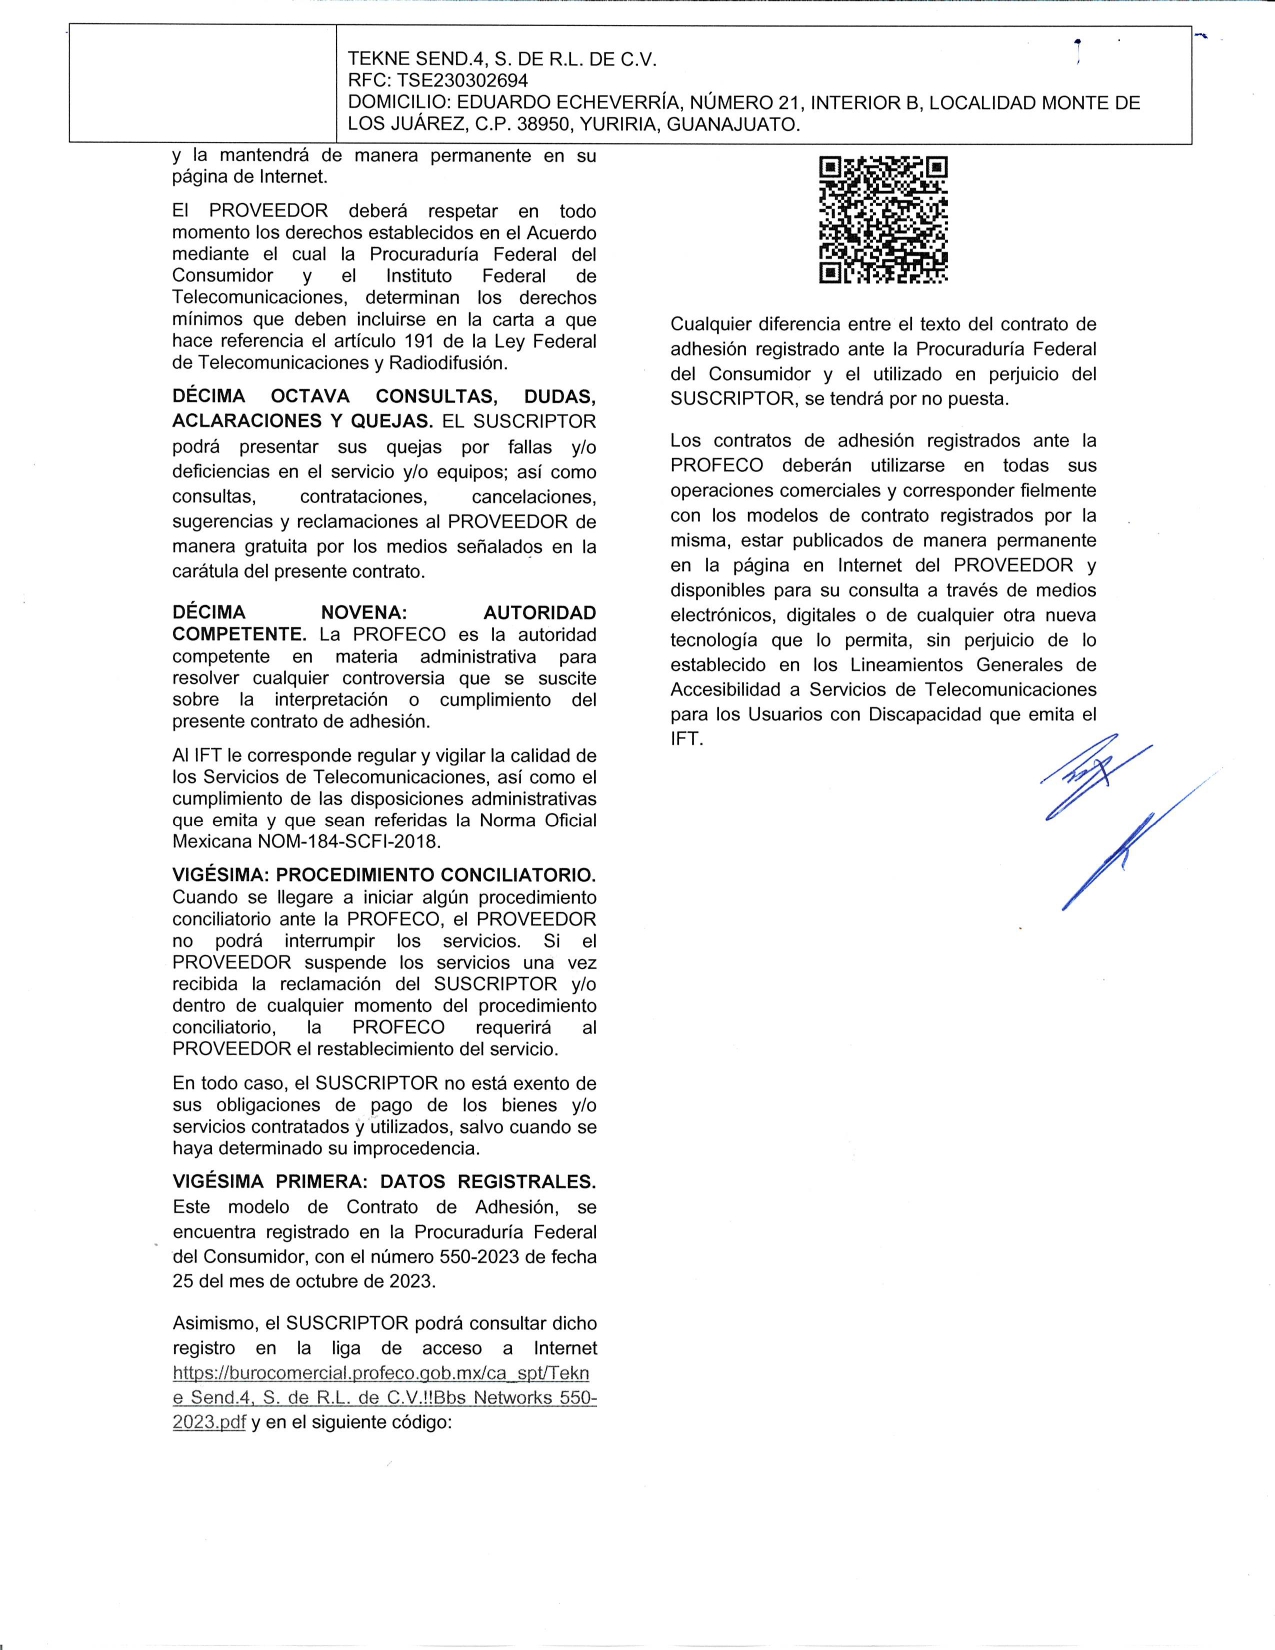 TEKNE SEND.4, S. DE R.L. DE C.V.
RFC: TSE230302694
DOMICILIO: EDUARDO ECHEVERRÍA, NÚMERO 21, INTERIOR B, LOCALIDAD MONTE DE
LOS JUÁREZ, C.P. 38950, YURIRIA, GUANAJUATO.
y la mantendrá de manera permanente en su
página de Internet.
El PROVEEDOR deberá respetar en todo
momento los derechos establecidos en el Acuerdo
mediante el cual la Procuraduría Federal del
Consumidor y el Instituto Federal de
Telecomunicaciones, determinan los derechos
mínimos que deben incluirse en la carta a que
hace referencia el artículo 191 de la Ley Federal
de Telecomunicaciones y Radiodifusión.
DÉCIMA OCTAVA CONSULTAS, DUDAS,
ACLARACIONES Y QUEJAS. EL SUSCRIPTOR
podrá presentar sus quejas por fallas y/o
deficiencias en el servicio y/o equipos; así como
consultas, contrataciones, cancelaciones,
sugerencias y reclamaciones al PROVEEDOR de
manera gratuita por los medios señalados en la
carátula del presente contrato.
DÉCIMA NOVENA: AUTORIDAD
COMPETENTE. La PROFECO es la autoridad
competente en materia administrativa para
resolver cualquier controversia que se suscite
sobre la interpretación o cumplimiento del
presente contrato de adhesión.
Al IFT le corresponde regular y vigilar la calidad de
los Servicios de Telecomunicaciones, así como el
cumplimiento de las disposiciones administrativas
que emita y que sean referidas la Norma Oficial
Mexicana NOM-184-SCFI-2018.
VIGÉSIMA: PROCEDIMIENTO CONCILIATORIO.
Cuando se llegare a iniciar algún procedimiento
conciliatorio ante la PROFECO, el PROVEEDOR
no podrá interrumpir los servicios. Si el
PROVEEDOR suspende los servicios una vez
recibida la reclamación del SUSCRIPTOR y/o
dentro de cualquier momento del procedimiento
conciliatorio, la PROFECO requerirá al
PROVEEDOR el restablecimiento del servicio.
En todo caso, el SUSCRIPTOR no está exento de
sus obligaciones de pago de los bienes y/o
servicios contratados y utilizados, salvo cuando se
haya determinado su improcedencia.
VIGÉSIMA PRIMERA: DATOS REGISTRALES.
Este modelo de Contrato de Adhesión, se
encuentra registrado en la Procuraduría Federal
del Consumidor, con el número 550-2023 de fecha
25 del mes de octubre de 2023.
Asimismo, el SUSCRIPTOR podrá consultar dicho
registro en la liga de acceso a Internet
https://burocomercial.profeco.gob.mx/ca_spt/Tekn
e Send.4, S. de R.L. de C.V.!!Bbs Networks 550-
2023.pdf y en el siguiente código:
Cualquier diferencia entre el texto del contrato de
adhesión registrado ante la Procuraduría Federal
del Consumidor y el utilizado en perjuicio del
SUSCRIPTOR, se tendrá por no puesta.
Los contratos de adhesión registrados ante la
PROFECO deberán utilizarse en todas sus
operaciones comerciales y corresponder fielmente
con los modelos de contrato registrados por la
misma, estar publicados de manera permanente
en la página en Internet del PROVEEDOR y
disponibles para su consulta a través de medios
electrónicos, digitales o de cualquier otra nueva
tecnología que lo permita, sin perjuicio de lo
establecido en los Lineamientos Generales de
Accesibilidad a Servicios de Telecomunicaciones
para los Usuarios con Discapacidad que emita el
IFT.